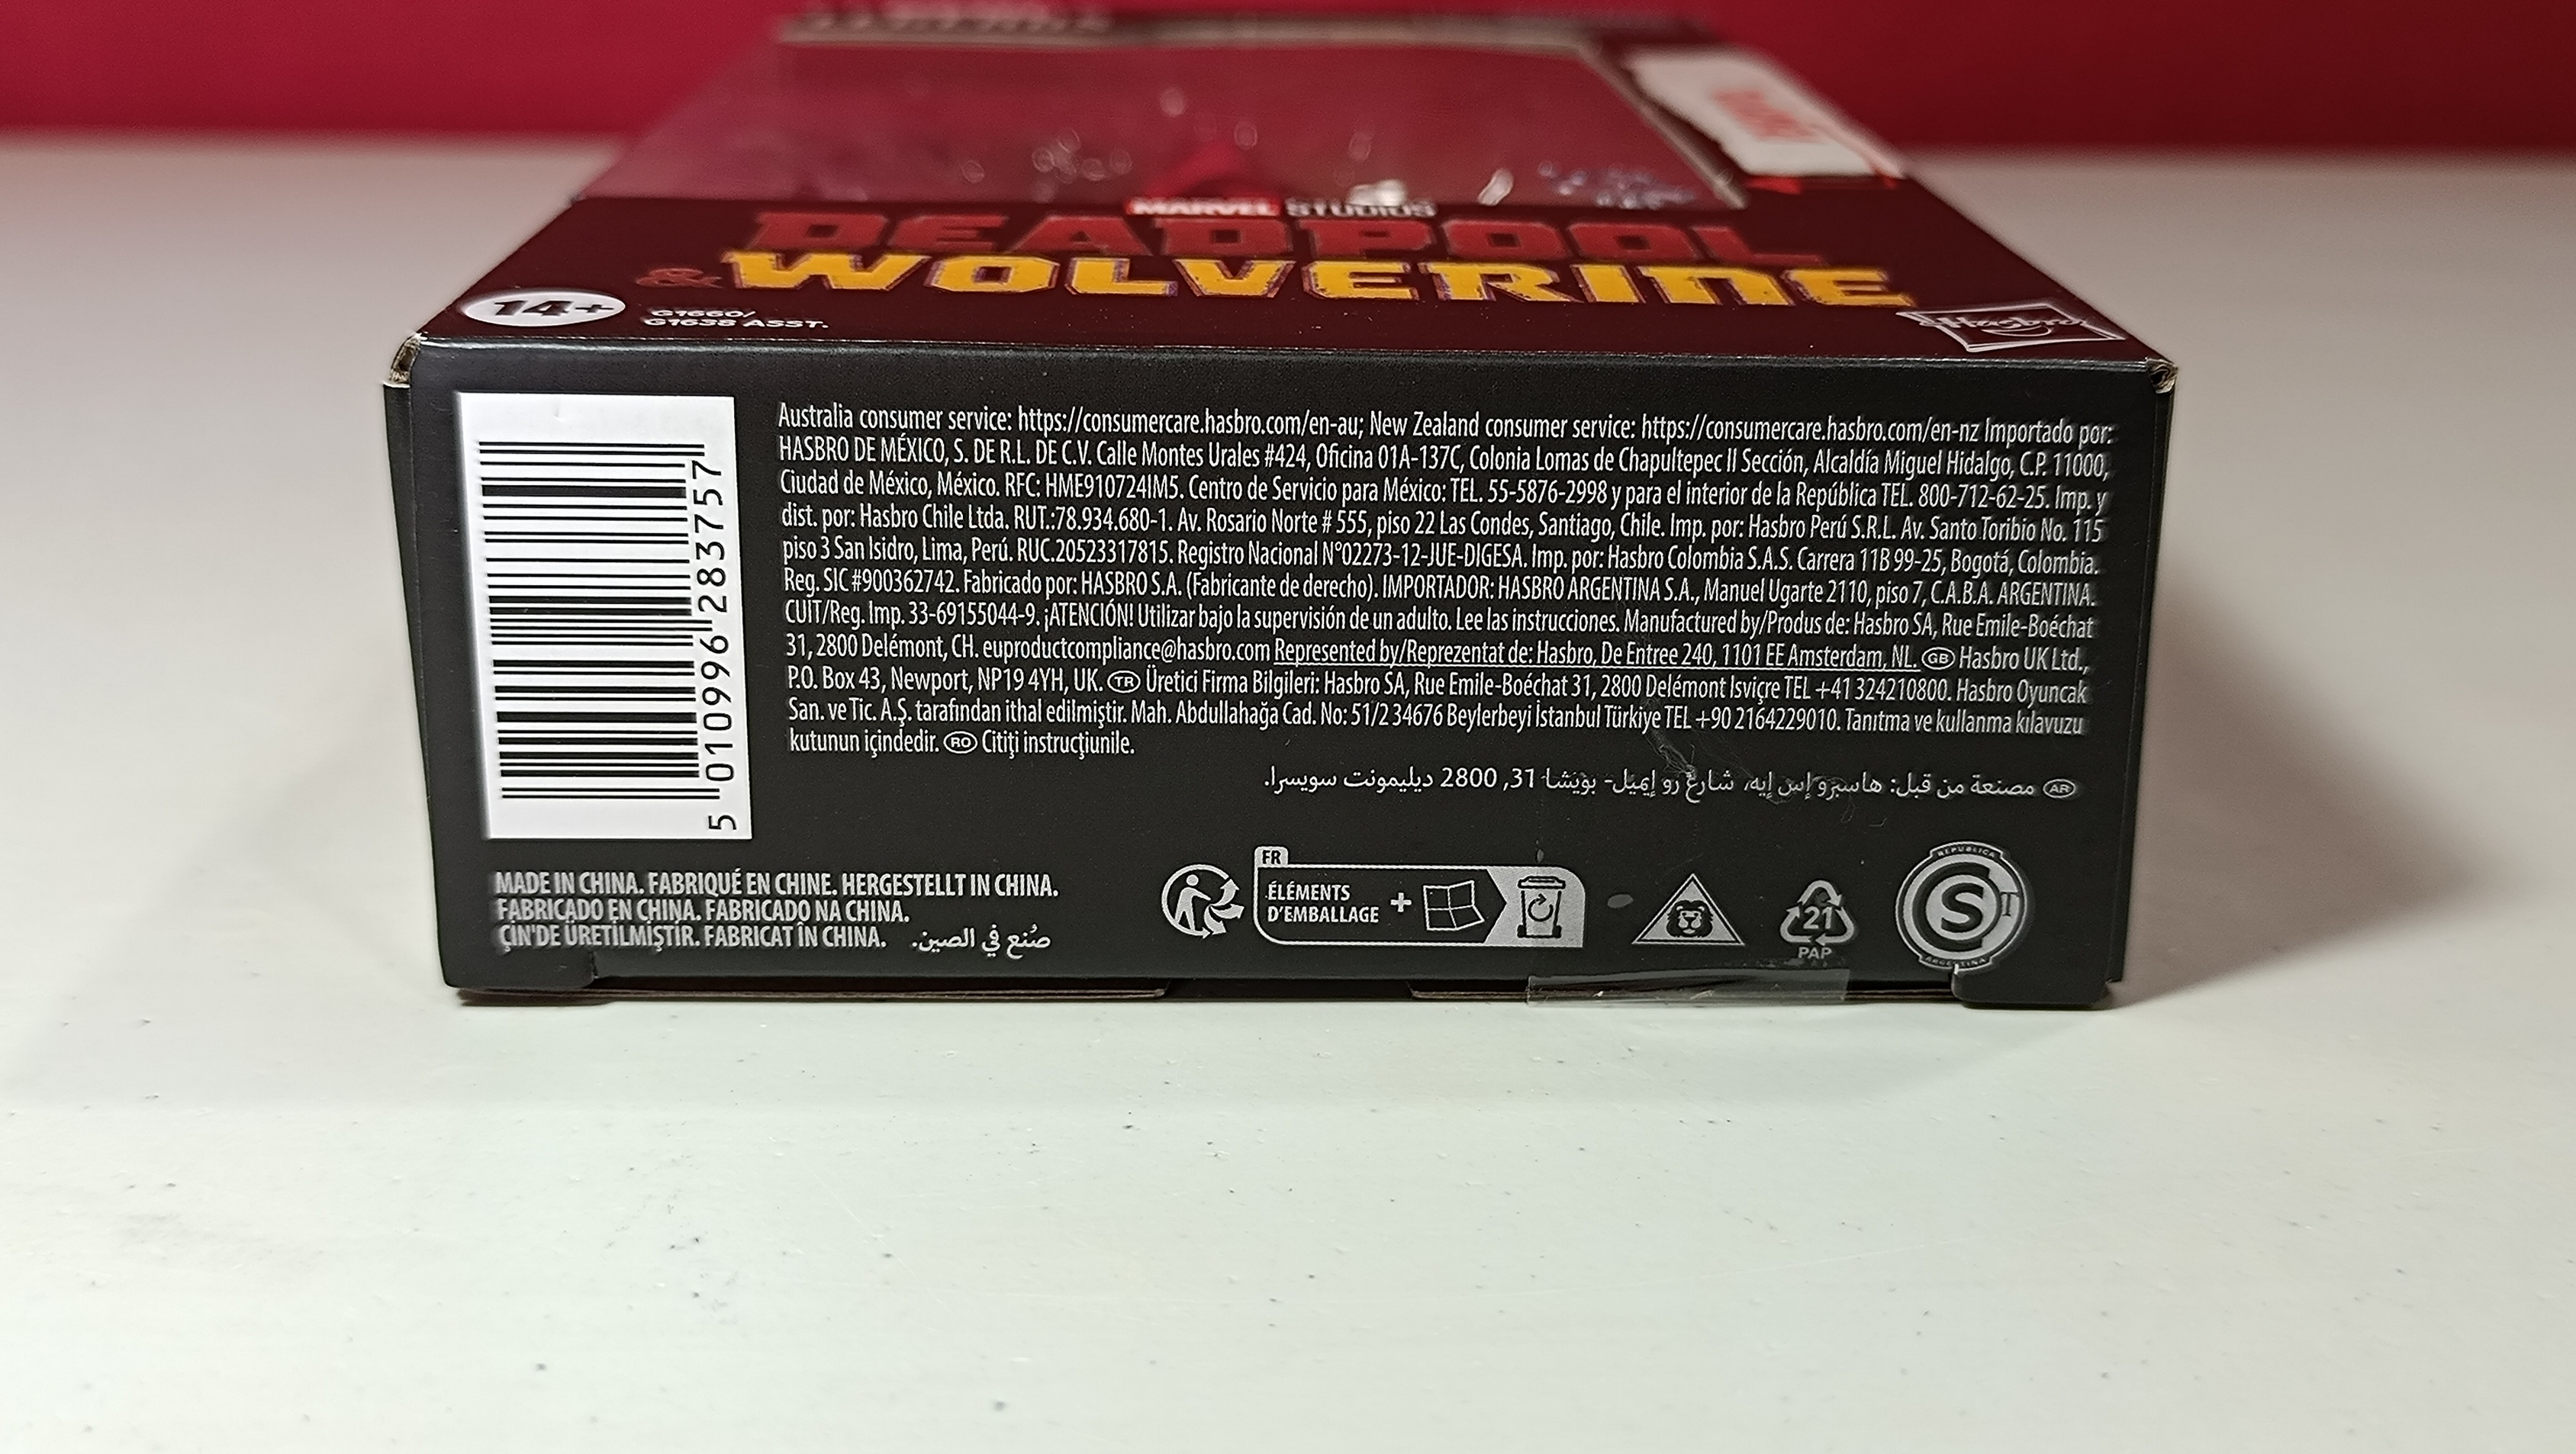 MARVEL STUDIOS
DEADPOOL
& WOLVERINE
14+
G1660/
G1638 ASST.
Hasbro
5 010996 283757
Australia consumer service: https://consumercare.hasbro.com/en-au; New Zealand consumer service: https://consumercare.hasbro.com/en-nz Importado por:
HASBRO DE MÉXICO, S. DE R.L. DE C.V. Calle Montes Urales #424, Oficina 01A-137C, Colonia Lomas de Chapultepec II Sección, Alcaldía Miguel Hidalgo, C.P. 11000,
Ciudad de México, México. RFC: HME910724IM5. Centro de Servicio para México: TEL. 55-5876-2998 y para el interior de la República TEL. 800-712-62-25. Imp. y
dist. por: Hasbro Chile Ltda. RUT.:78.934.680-1. Av. Rosario Norte # 555, piso 22 Las Condes, Santiago, Chile. Imp. por: Hasbro Perú S.R.L. Av. Santo Toribio No. 115
piso 3 San Isidro, Lima, Perú. RUC.20523317815. Registro Nacional N°02273-12-JUE-DIGESA. Imp. por: Hasbro Colombia S.A.S. Carrera 11B 99-25, Bogotá, Colombia.
Reg. SIC #900362742. Fabricado por: HASBRO S.A. (Fabricante de derecho). IMPORTADOR: HASBRO ARGENTINA S.A., Manuel Ugarte 2110, piso 7, C.A.B.A. ARGENTINA.
CUIT/Reg. Imp. 33-69155044-9. ¡ATENCIÓN! Utilizar bajo la supervisión de un adulto. Lee las instrucciones. Manufactured by/Produs de: Hasbro SA, Rue Emile-Boéchat
31, 2800 Delémont, CH. euproductcompliance@hasbro.com Represented by/Reprezentat de: Hasbro, De Entree 240, 1101 EE Amsterdam, NL. GB Hasbro UK Ltd.,
P.O. Box 43, Newport, NP19 4YH, UK. TR Üretici Firma Bilgileri: Hasbro SA, Rue Emile-Boéchat 31, 2800 Delémont Isviçre TEL +41 324210800. Hasbro Oyuncak
San. ve Tic. A.Ş. tarafından ithal edilmiştir. Mah. Abdullahağa Cad. No: 51/2 34676 Beylerbeyi İstanbul Türkiye TEL +90 2164229010. Tanıtma ve kullanma kılavuzu
kutunun içindedir. RO Citiţi instrucţiunile.
AR مصنعة من قبل: هاسبرو إس إيه، شارع رو إيميل- بويشا 31, 2800 ديليمونت سويسرا.
MADE IN CHINA. FABRIQUÉ EN CHINE. HERGESTELLT IN CHINA.
FABRICADO EN CHINA. FABRICADO NA CHINA.
ÇİN'DE ÜRETİLMİŞTİR. FABRICAT ÎN CHINA. صُنع في الصين.
FR
ÉLÉMENTS
D'EMBALLAGE +
21
PAP
REPUBLICA
S T
ARGENTINA